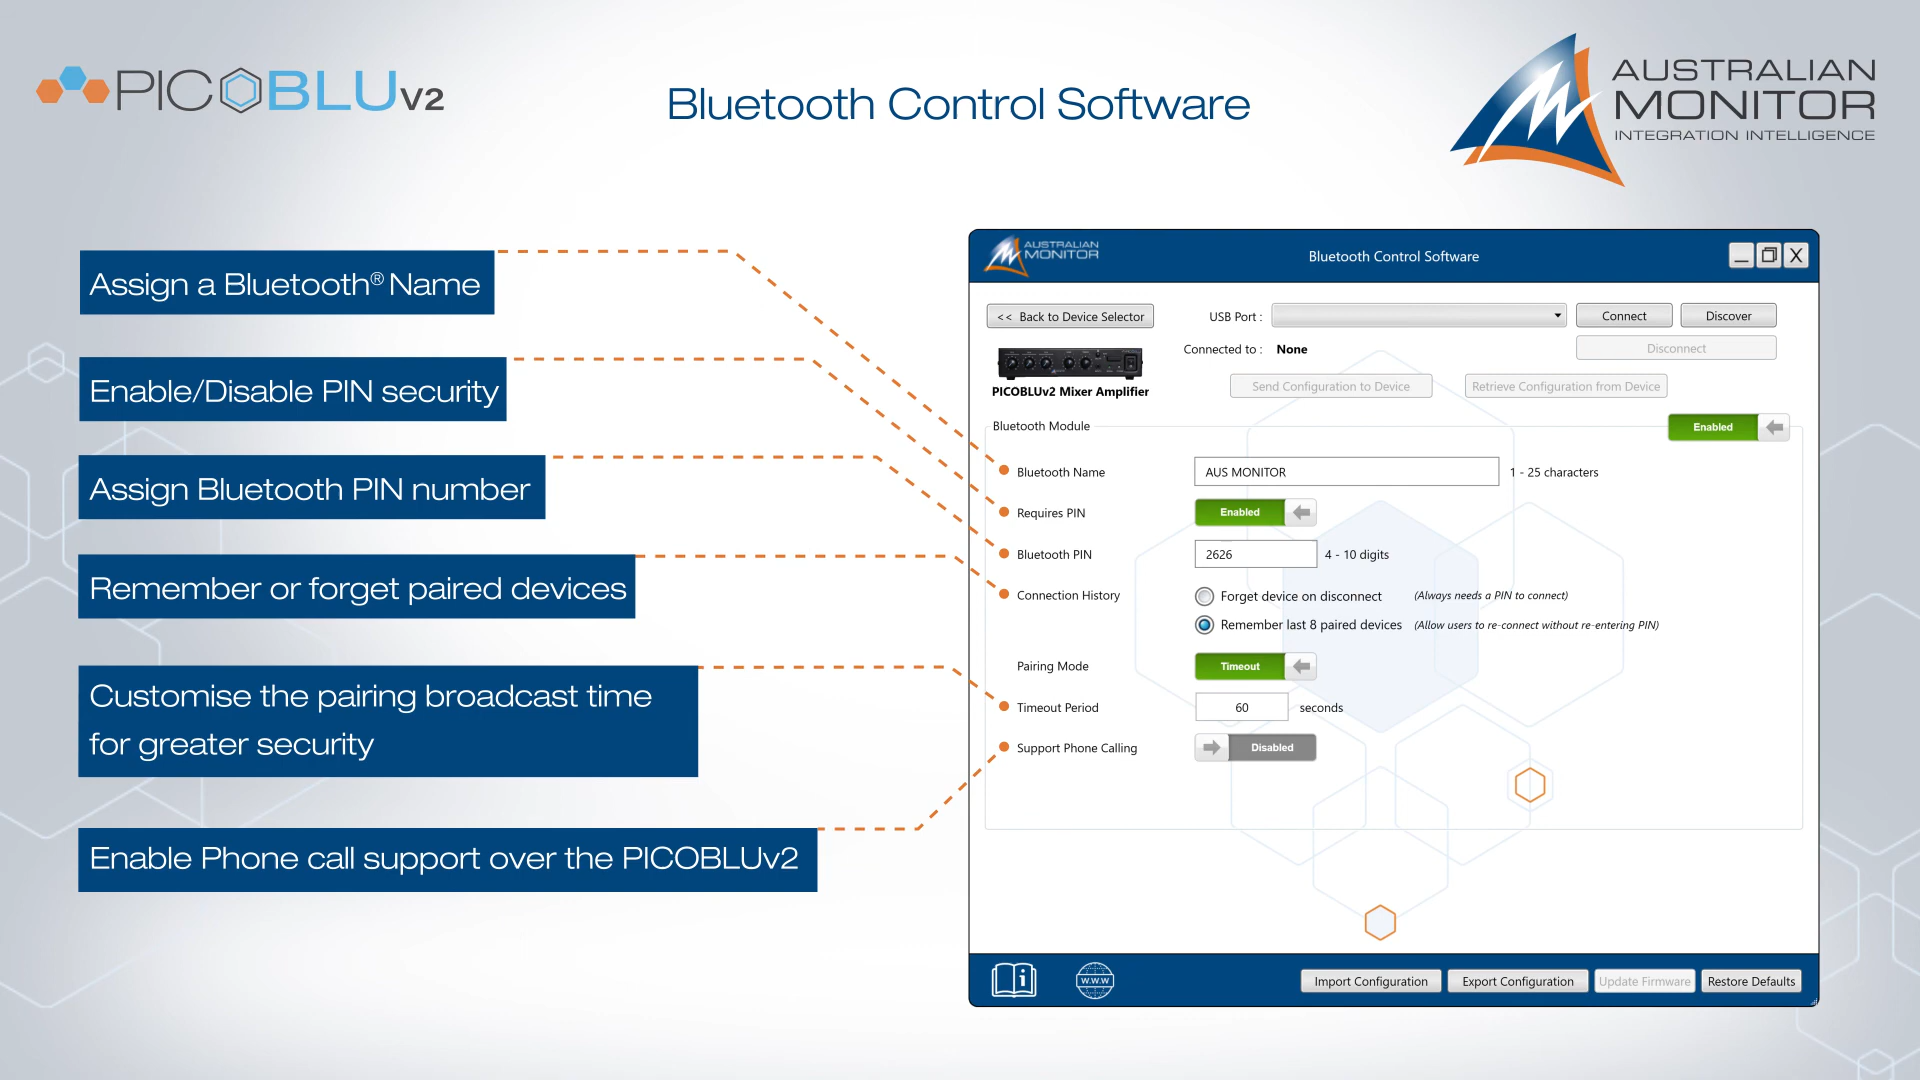 PICOBLUV2
Bluetooth Control Software
AUSTRALIAN
MONITOR
INTEGRATION INTELLIGENCE
Assign a Bluetooth® Name
Enable/Disable PIN security
Assign Bluetooth PIN number
Remember or forget paired devices
Customise the pairing broadcast time
for greater security
Enable Phone call support over the PICOBLUv2
AUSTRALIAN
MONITOR
Bluetooth Control Software
X
<< Back to Device Selector
USB Port :
Connect
Discover
Connected to : None
Disconnect
PICOBLUv2 Mixer Amplifier
Send Configuration to Device
Retrieve Configuration from Device
Bluetooth Module
Enabled
Bluetooth Name
AUS MONITOR
1 - 25 characters
Requires PIN
Enabled
Bluetooth PIN
2626
4 - 10 digits
Connection History
Forget device on disconnect (Always needs a PIN to connect)
Remember last 8 paired devices (Allow users to re-connect without re-entering PIN)
Pairing Mode
Timeout
Timeout Period
60
seconds
Support Phone Calling
Disabled
i
W.W.W
Import Configuration
Export Configuration
Update Firmware
Restore Defaults